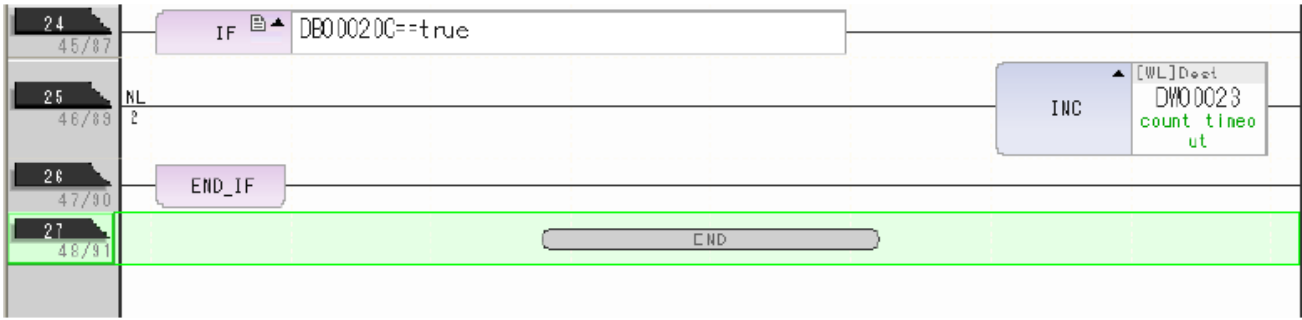 24
45/87
IF DB00020C==true
25
46/89
NL
2
INC
[WL]Dest
DW00023
count timeo
ut
26
47/90
END_IF
27
48/91
END